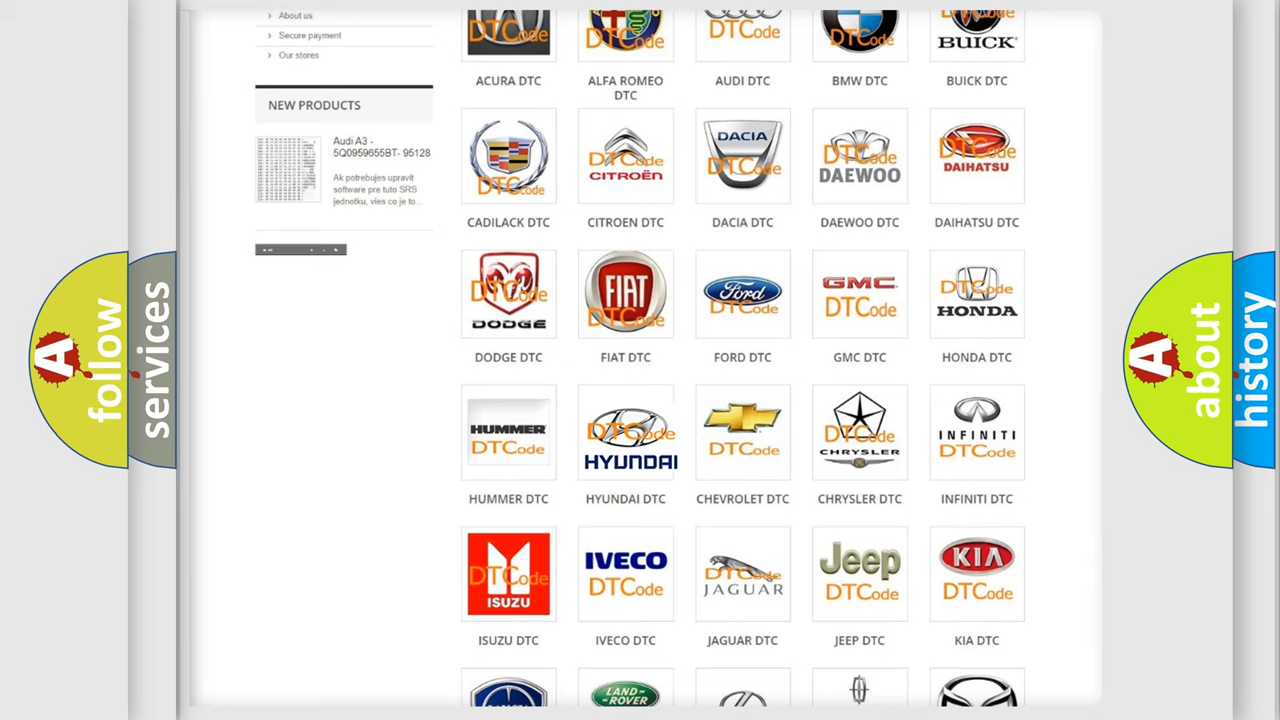 About us
Secure payment
Our stores
NEW PRODUCTS
Audi A3 -
5Q0959655BT- 95128
Ak potrebujes upravit
software pre tuto SRS
jednotku, vies co je to...
DTCode
DTCode
DTCode
DTCode
BUICK
ACURA DTC
ALFA ROMEO
DTC
AUDI DTC
BMW DTC
BUICK DTC
DTCode
DTCode
CITROËN
DACIA
DTCode
DTCode
DAEWOO
DTCode
DAIHATSU
CADILACK DTC
CITROEN DTC
DACIA DTC
DAEWOO DTC
DAIHATSU DTC
DTCode
DODGE
FIAT
DTCode
Ford
DTCode
GMC
DTCode
DTCode
HONDA
DODGE DTC
FIAT DTC
FORD DTC
GMC DTC
HONDA DTC
HUMMER
DTCode
DTCode
HYUNDAI
DTCode
DTCode
CHRYSLER
INFINITI
DTCode
HUMMER DTC
HYUNDAI DTC
CHEVROLET DTC
CHRYSLER DTC
INFINITI DTC
DTCode
ISUZU
IVECO
DTCode
DTCode
JAGUAR
Jeep
DTCode
KIA
DTCode
ISUZU DTC
IVECO DTC
JAGUAR DTC
JEEP DTC
KIA DTC
LAND-
ROVER
A
follow
services
A
about
history